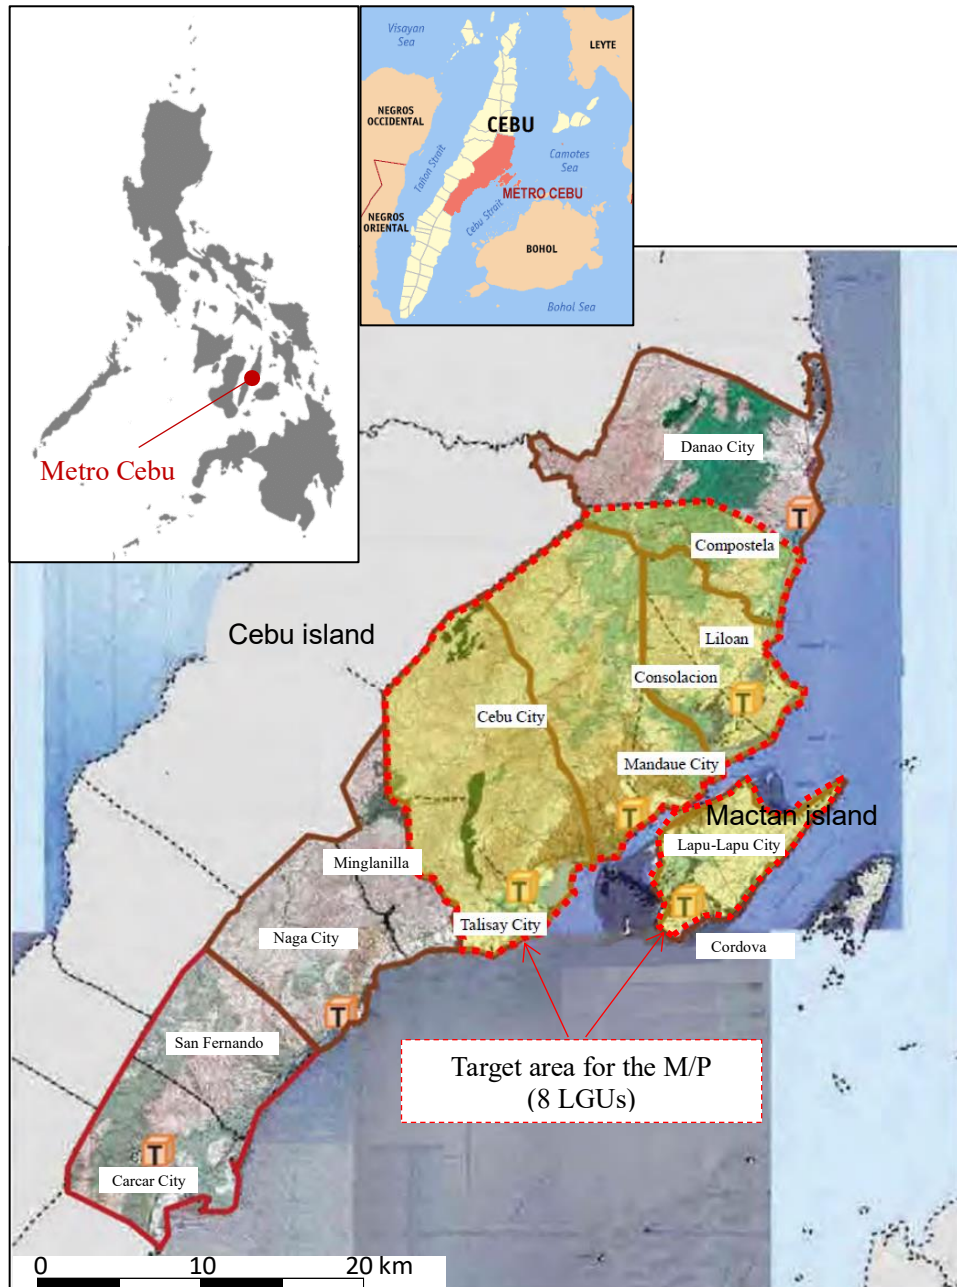 Metro Cebu
Visayan
Sea
LEYTE
NEGROS
OCCIDENTAL
CEBU
Tañon Strait
Camotes
Sea
METRO CEBU
Cebu Strait
NEGROS
ORIENTAL
BOHOL
Bohol Sea
Danao City
T
Compostela
Cebu island
Liloan
Consolacion
T
Cebu City
Mandaue City
T
Mactan island
Lapu-Lapu City
Minglanilla
T
T
Talisay City
Naga City
Cordova
T
San Fernando
Target area for the M/P
(8 LGUs)
T
Carcar City
0 10 20 km